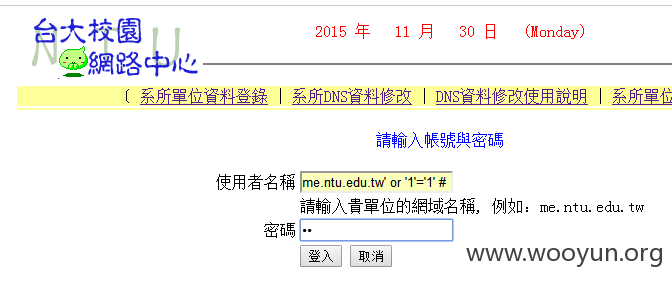 台大校園
NTU
網路中心
2015 年 11 月 30 日 (Monday)
〔 系所單位資料登錄 | 系所DNS資料修改 | DNS資料修改使用說明 | 系所單位
請輸入帳號與密碼
使用者名稱 me.ntu.edu.tw' or '1'='1' #
請輸入貴單位的網域名稱, 例如: me.ntu.edu.tw
密碼 ••
登入 取消
www.wooyun.org